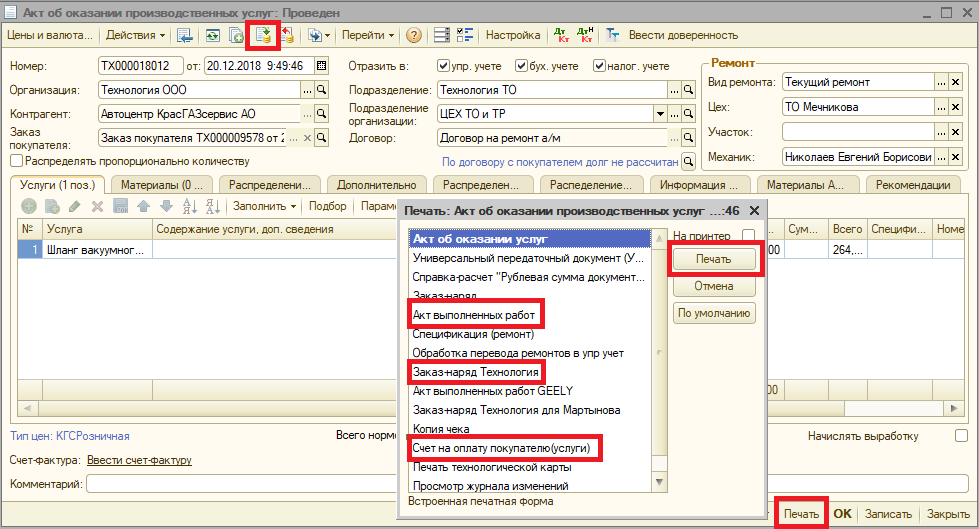 Акт об оказании производственных услуг: Проведен
Цены и валюта... Действия Перейти Настройка Ввести доверенность
Номер: ТХ000018012 от: 20.12.2018 9:49:46 Отразить в: упр. учете бух. учете налог. учете Ремонт
Организация: Технология ООО Подразделение: Технология ТО Вид ремонта: Текущий ремонт
Контрагент: Автоцентр КрасГАЗсервис АО Подразделение организации: ЦЕХ ТО и ТР Цех: ТО Мечникова
Заказ покупателя: Заказ покупателя ТХ000009578 от 2 Договор: Договор на ремонт а/м Участок:
Распределять пропорционально количеству По договору с покупателем долг не рассчитан Механик: Николаев Евгений Борисови
Услуги (1 поз.) Материалы (0 ... Распределени... Дополнительно Распределен... Распеделение... Информация ... Материалы А... Рекомендации
Заполнить Подбор Параме
№ Услуга Содержание услуги, доп. сведения Сум... Всего Специфи... Номе
1 Шланг вакуумног... 00 264,...
00
Печать: Акт об оказании производственных услуг ...:46
Акт об оказании услуг
Универсальный передаточный документ (У...
Справка-расчет "Рублевая сумма документ...
Заказ-наряд
Акт выполненных работ
Спецификация (ремонт)
Обработка перевода ремонтов в упр учет
Заказ-наряд Технология
Акт выполненных работ GEELY
Заказ-наряд Технология для Мартынова
Копия чека
Счет на оплату покупателю(услуги)
Печать технологической карты
Просмотр журнала изменений
Встроенная печатная форма
На принтер
Печать
Отмена
По умолчанию
Тип цен: КГСРозничная Всего нормо Начислять выработку
Счет-фактура: Ввести счет-фактуру
Комментарий:
Печать OK Записать Закрыть